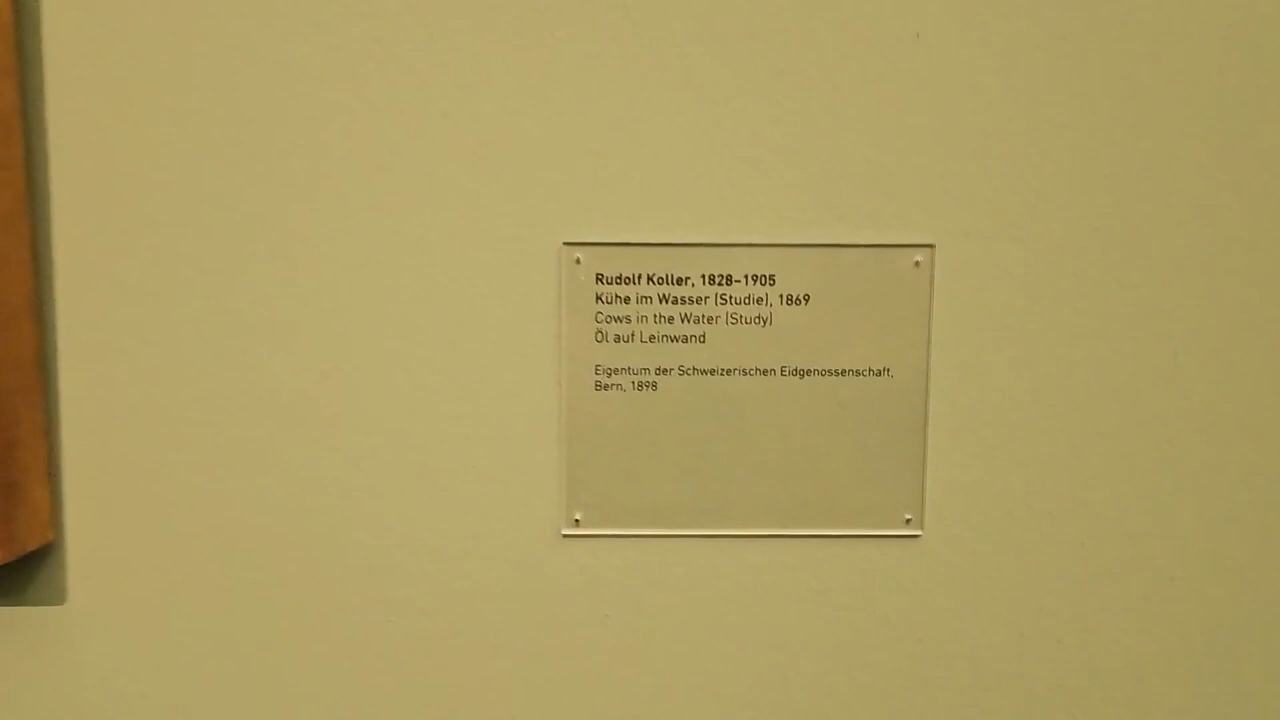 Rudolf Koller, 1828–1905
Kühe im Wasser (Studie), 1869
Cows in the Water (Study)
Öl auf Leinwand
Eigentum der Schweizerischen Eidgenossenschaft,
Bern, 1898